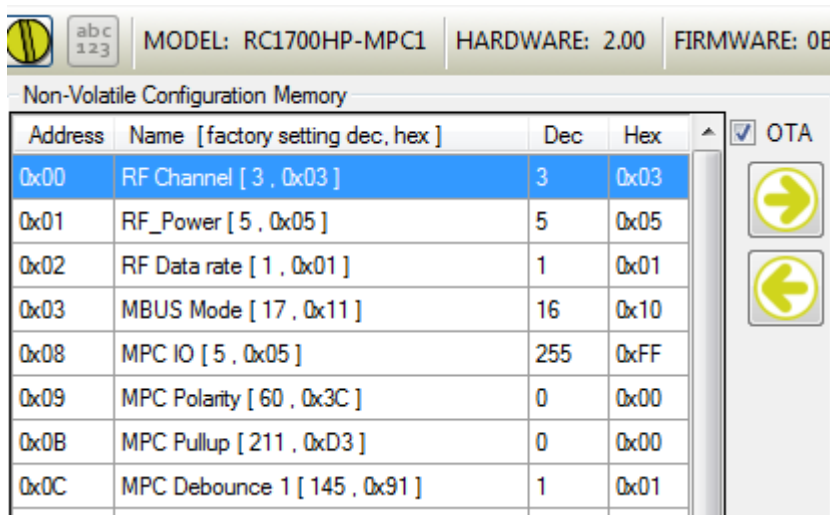 abc
123
MODEL: RC1700HP-MPC1 HARDWARE: 2.00 FIRMWARE: 0B
Non-Volatile Configuration Memory
Address Name [factory setting dec, hex ] Dec Hex OTA
0x00 RF Channel [ 3 , 0x03 ] 3 0x03
0x01 RF_Power [ 5 , 0x05 ] 5 0x05
0x02 RF Data rate [ 1 , 0x01 ] 1 0x01
0x03 MBUS Mode [ 17 , 0x11 ] 16 0x10
0x08 MPC IO [ 5 , 0x05 ] 255 0xFF
0x09 MPC Polarity [ 60 , 0x3C ] 0 0x00
0x0B MPC Pullup [ 211 , 0xD3 ] 0 0x00
0x0C MPC Debounce 1 [ 145 , 0x91 ] 1 0x01